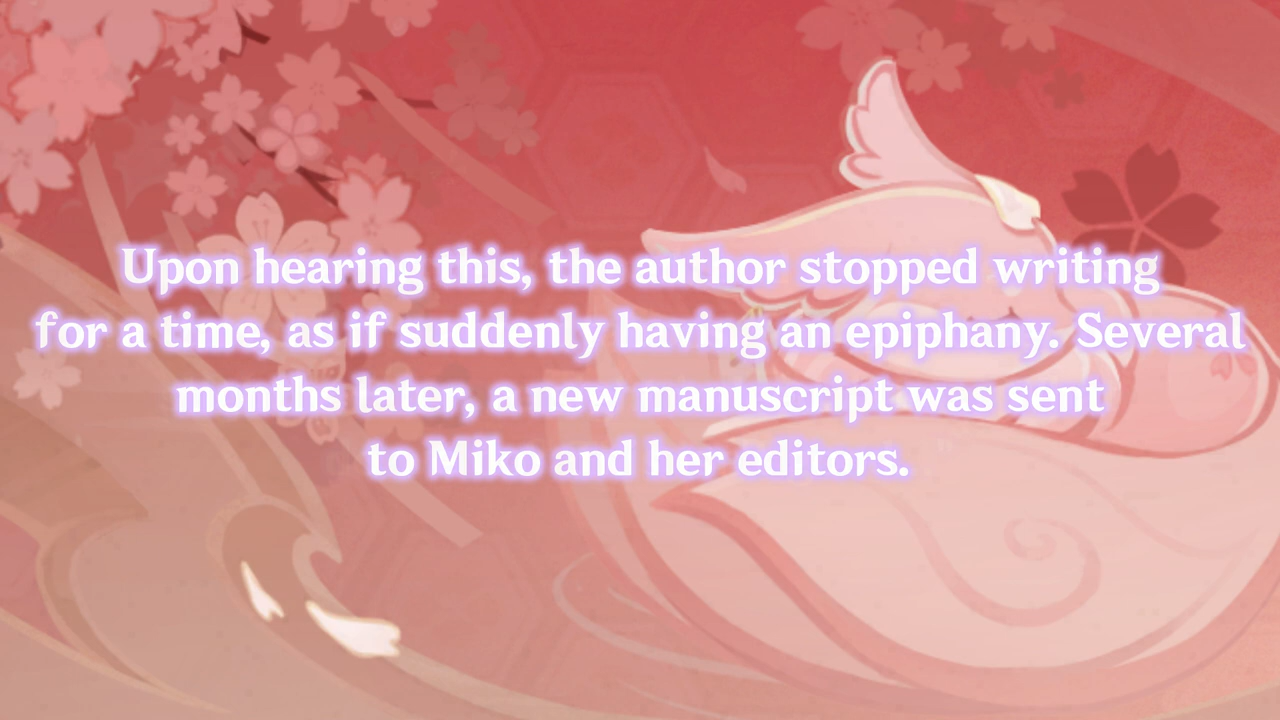 Upon hearing this, the author stopped writing
for a time, as if suddenly having an epiphany. Several
months later, a new manuscript was sent
to Miko and her editors.